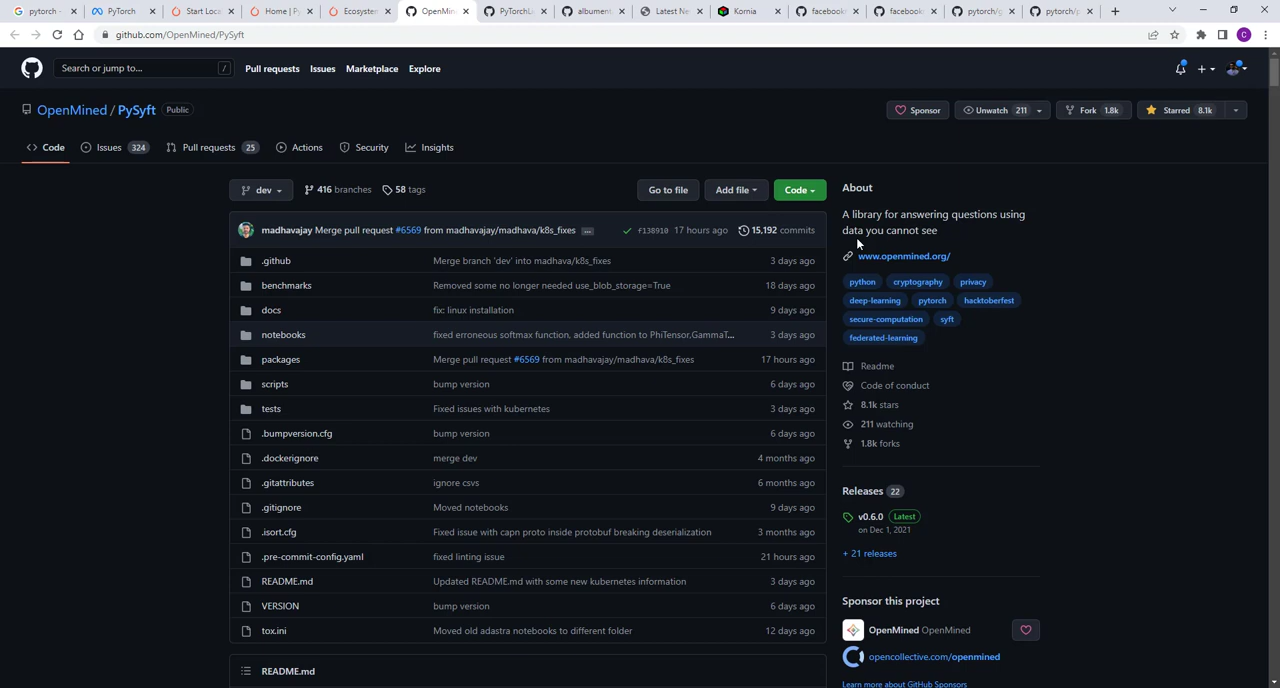 pytorch -
PyTorch
Start Loc
Home | Py
Ecosystem
OpenMin
PyTorchLi
albument
Latest Ne
Kornia
facebook
facebook
pytorch/g
pytorch/p
github.com/OpenMined/PySyft
C
Search or jump to... /
Pull requests Issues Marketplace Explore
OpenMined / PySyft Public
Sponsor Unwatch 211 Fork 1.8k Starred 8.1k
Code Issues 324 Pull requests 25 Actions Security Insights
dev 416 branches 58 tags Go to file Add file Code
madhavajay Merge pull request #6569 from madhavajay/madhava/k8s_fixes ... f138910 17 hours ago 15,192 commits
.github Merge branch 'dev' into madhava/k8s_fixes 3 days ago
benchmarks Removed some no longer needed use_blob_storage=True 18 days ago
docs fix: linux installation 9 days ago
notebooks fixed erroneous softmax function, added function to PhiTensor,GammaT... 3 days ago
packages Merge pull request #6569 from madhavajay/madhava/k8s_fixes 17 hours ago
scripts bump version 6 days ago
tests Fixed issues with kubernetes 3 days ago
.bumpversion.cfg bump version 6 days ago
.dockerignore merge dev 4 months ago
.gitattributes ignore csvs 6 months ago
.gitignore Moved notebooks 9 days ago
.isort.cfg Fixed issue with capn proto inside protobuf breaking deserialization 3 months ago
.pre-commit-config.yaml fixed linting issue 21 hours ago
README.md Updated README.md with some new kubernetes information 3 days ago
VERSION bump version 6 days ago
tox.ini Moved old adastra notebooks to different folder 12 days ago
README.md
About
A library for answering questions using
data you cannot see
www.openmined.org/
python cryptography privacy
deep-learning pytorch hacktoberfest
secure-computation syft
federated-learning
Readme
Code of conduct
8.1k stars
211 watching
1.8k forks
Releases 22
v0.6.0 Latest
on Dec 1, 2021
+ 21 releases
Sponsor this project
OpenMined OpenMined
opencollective.com/openmined
Learn more about GitHub Sponsors